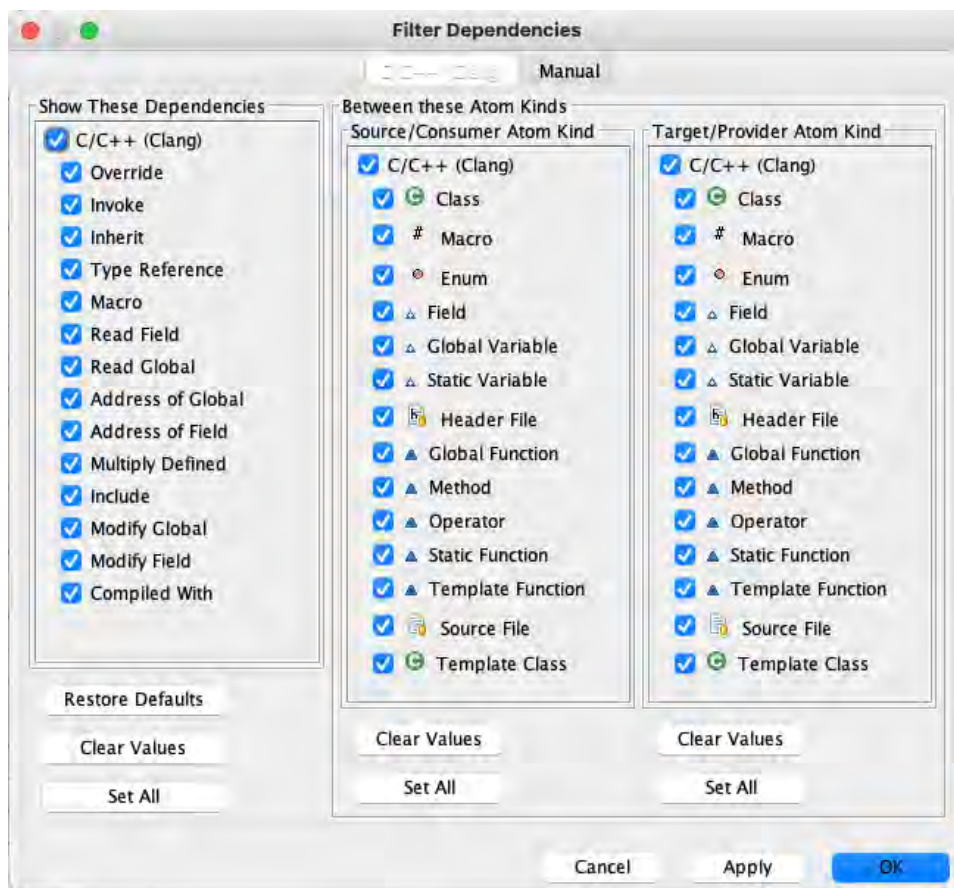 Filter Dependencies
Manual
Show These Dependencies
C/C++ (Clang)
Override
Invoke
Inherit
Type Reference
Macro
Read Field
Read Global
Address of Global
Address of Field
Multiply Defined
Include
Modify Global
Modify Field
Compiled With
Restore Defaults
Clear Values
Set All
Between these Atom Kinds
Source/Consumer Atom Kind
C/C++ (Clang)
C Class
# Macro
Enum
Field
Global Variable
Static Variable
h Header File
Global Function
Method
Operator
Static Function
Template Function
Source File
C Template Class
Clear Values
Set All
Target/Provider Atom Kind
C/C++ (Clang)
C Class
# Macro
Enum
Field
Global Variable
Static Variable
h Header File
Global Function
Method
Operator
Static Function
Template Function
Source File
C Template Class
Clear Values
Set All
Cancel
Apply
OK